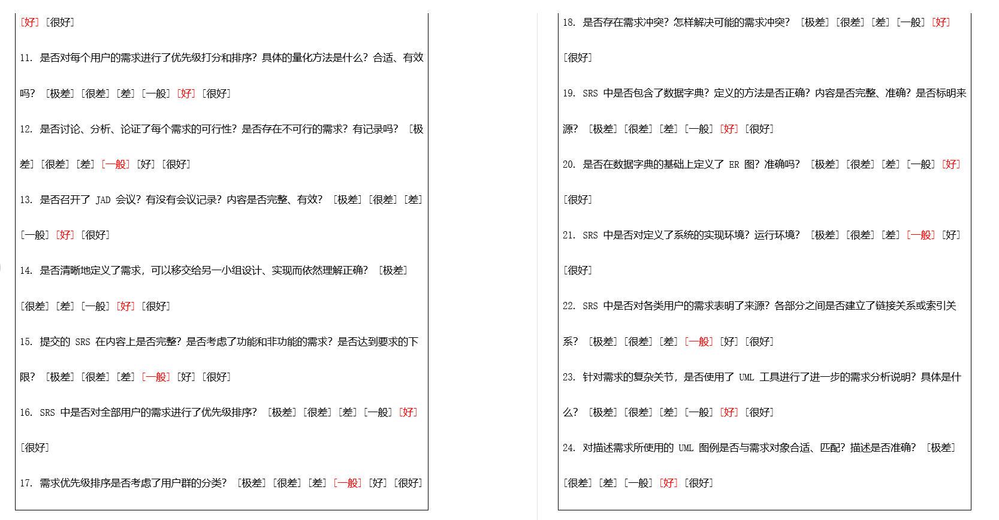 [好] [很好]
11. 是否对每个用户的需求进行了优先级打分和排序？具体的量化方法是什么？合适、有效
吗？ [极差] [很差] [差] [一般] [好] [很好]
12. 是否讨论、分析、论证了每个需求的可行性？是否存在不可行的需求？有记录吗？ [极
差] [很差] [差] [一般] [好] [很好]
13. 是否召开了 JAD 会议？有没有会议记录？内容是否完整、有效？ [极差] [很差] [差]
[一般] [好] [很好]
14. 是否清晰地定义了需求，可以移交给另一小组设计、实现而依然理解正确？ [极差]
[很差] [差] [一般] [好] [很好]
15. 提交的 SRS 在内容上是否完整？是否考虑了功能和非功能的需求？是否达到要求的下
限？ [极差] [很差] [差] [一般] [好] [很好]
16. SRS 中是否对全部用户的需求进行了优先级排序？ [极差] [很差] [差] [一般] [好]
[很好]
17. 需求优先级排序是否考虑了用户群的分类？ [极差] [很差] [差] [一般] [好] [很好]
18. 是否存在需求冲突？怎样解决可能的需求冲突？ [极差] [很差] [差] [一般] [好]
[很好]
19. SRS 中是否包含了数据字典？定义的方法是否正确？内容是否完整、准确？是否标明来
源？ [极差] [很差] [差] [一般] [好] [很好]
20. 是否在数据字典的基础上定义了 ER 图？准确吗？ [极差] [很差] [差] [一般] [好]
[很好]
21. SRS 中是否对定义了系统的实现环境？运行环境？ [极差] [很差] [差] [一般] [好]
[很好]
22. SRS 中是否对各类用户的需求表明了来源？各部分之间是否建立了链接关系或索引关
系？ [极差] [很差] [差] [一般] [好] [很好]
23. 针对需求的复杂关节，是否使用了 UML 工具进行了进一步的需求分析说明？具体是什
么？ [极差] [很差] [差] [一般] [好] [很好]
24. 对描述需求所使用的 UML 图例是否与需求对象合适、匹配？描述是否准确？ [极差]
[很差] [差] [一般] [好] [很好]